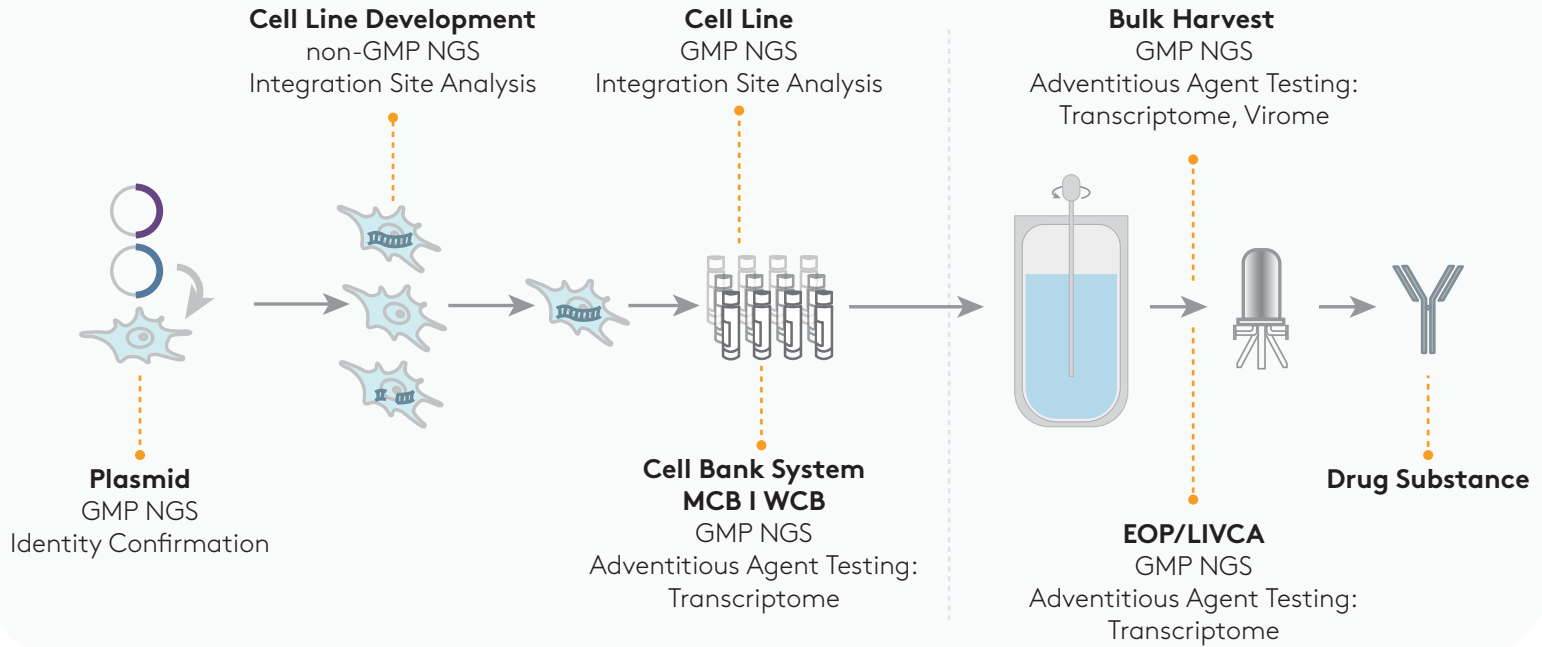 Cell Line Development
non-GMP NGS
Integration Site Analysis
Cell Line
GMP NGS
Integration Site Analysis
Bulk Harvest
GMP NGS
Adventitious Agent Testing:
Transcriptome, Virome
Plasmid
GMP NGS
Identity Confirmation
Cell Bank System
MCB I WCB
GMP NGS
Adventitious Agent Testing:
Transcriptome
EOP/LIVCA
GMP NGS
Adventitious Agent Testing:
Transcriptome
Drug Substance